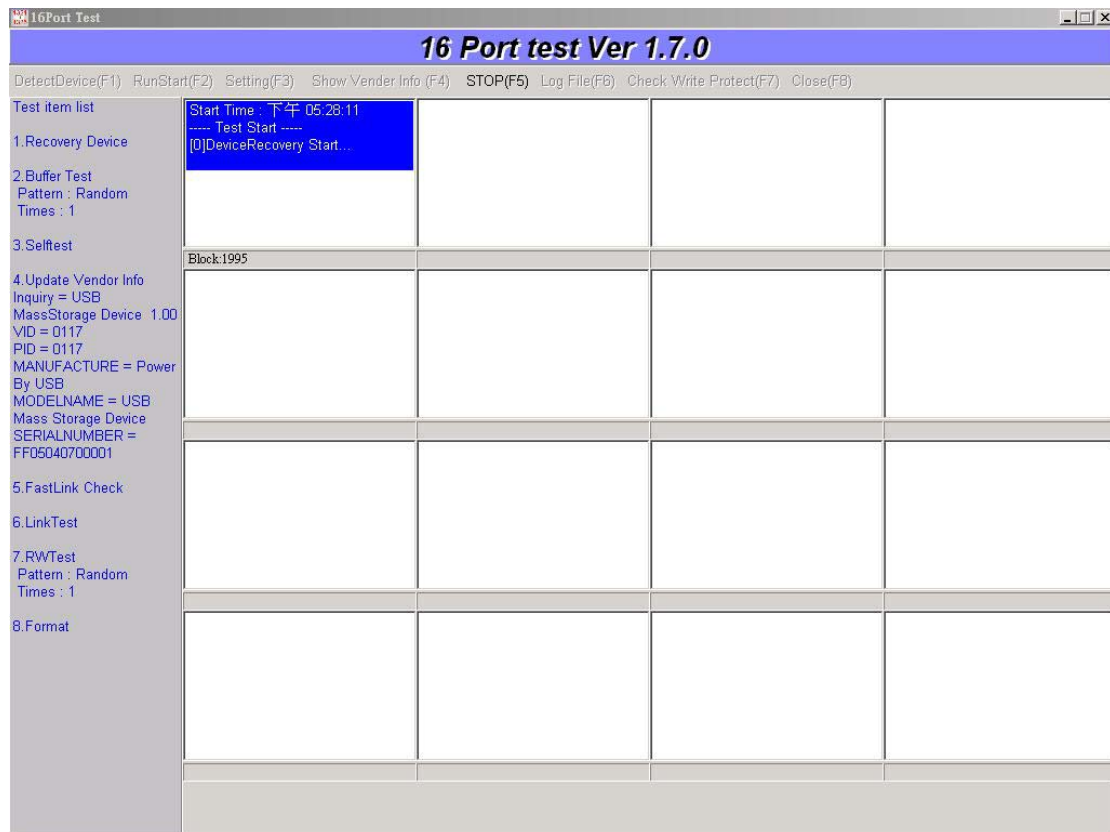 16Port Test
16 Port test Ver 1.7.0
DetectDevice(F1) RunStart(F2) Setting(F3) Show Vender Info (F4) STOP(F5) Log File(F6) Check Write Protect(F7) Close(F8)
Test item list
1.Recovery Device
2.Buffer Test
Pattern : Random
Times : 1
3.Selftest
4.Update Vendor Info
Inquiry = USB
MassStorage Device 1.00
VID = 0117
PID = 0117
MANUFACTURE = Power
By USB
MODELNAME = USB
Mass Storage Device
SERIALNUMBER =
FF05040700001
5.FastLink Check
6.LinkTest
7.RWTest
Pattern : Random
Times : 1
8.Format
Start Time : 下午 05:28:11
----- Test Start -----
[0]DeviceRecovery Start...
Block:1995